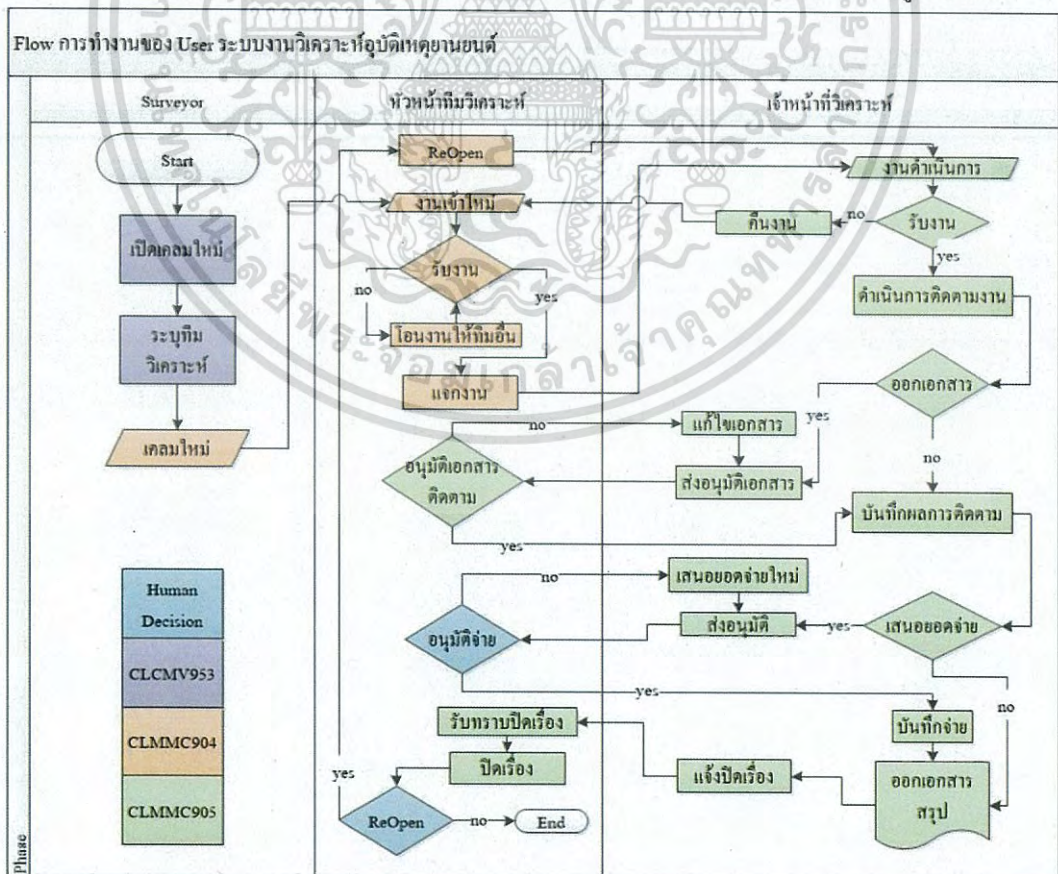 Flow การทำงานของ User ระบบงานวิเคราะห์อุบัติเหตุยานยนต์
Surveyor
หัวหน้าทีมวิเคราะห์
เจ้าหน้าที่วิเคราะห์
Start
ReOpen
งานดำเนินการ
เปิดเคลมใหม่
งานเข้าใหม่
คืนงาน
no
รับงาน
yes
รับงาน
no
yes
ดำเนินการติดตามงาน
ระบุทีม
วิเคราะห์
โอนงานให้ทีมอื่น
แจกงาน
ออกเอกสาร
yes
no
เคลมใหม่
no
แก้ไขเอกสาร
อนุมัติเอกสาร
ติดตาม
ส่งอนุมัติเอกสาร
บันทึกผลการติดตาม
yes
no
เสนอยอดจ่ายใหม่
Human
Decision
อนุมัติจ่าย
ส่งอนุมัติ
yes
เสนอยอดจ่าย
CLCMV953
yes
no
บันทึกจ่าย
CLMMC904
รับทราบปิดเรื่อง
ปิดเรื่อง
แจ้งปิดเรื่อง
ออกเอกสาร
สรุป
yes
CLMMC905
ReOpen
no
End
Phase